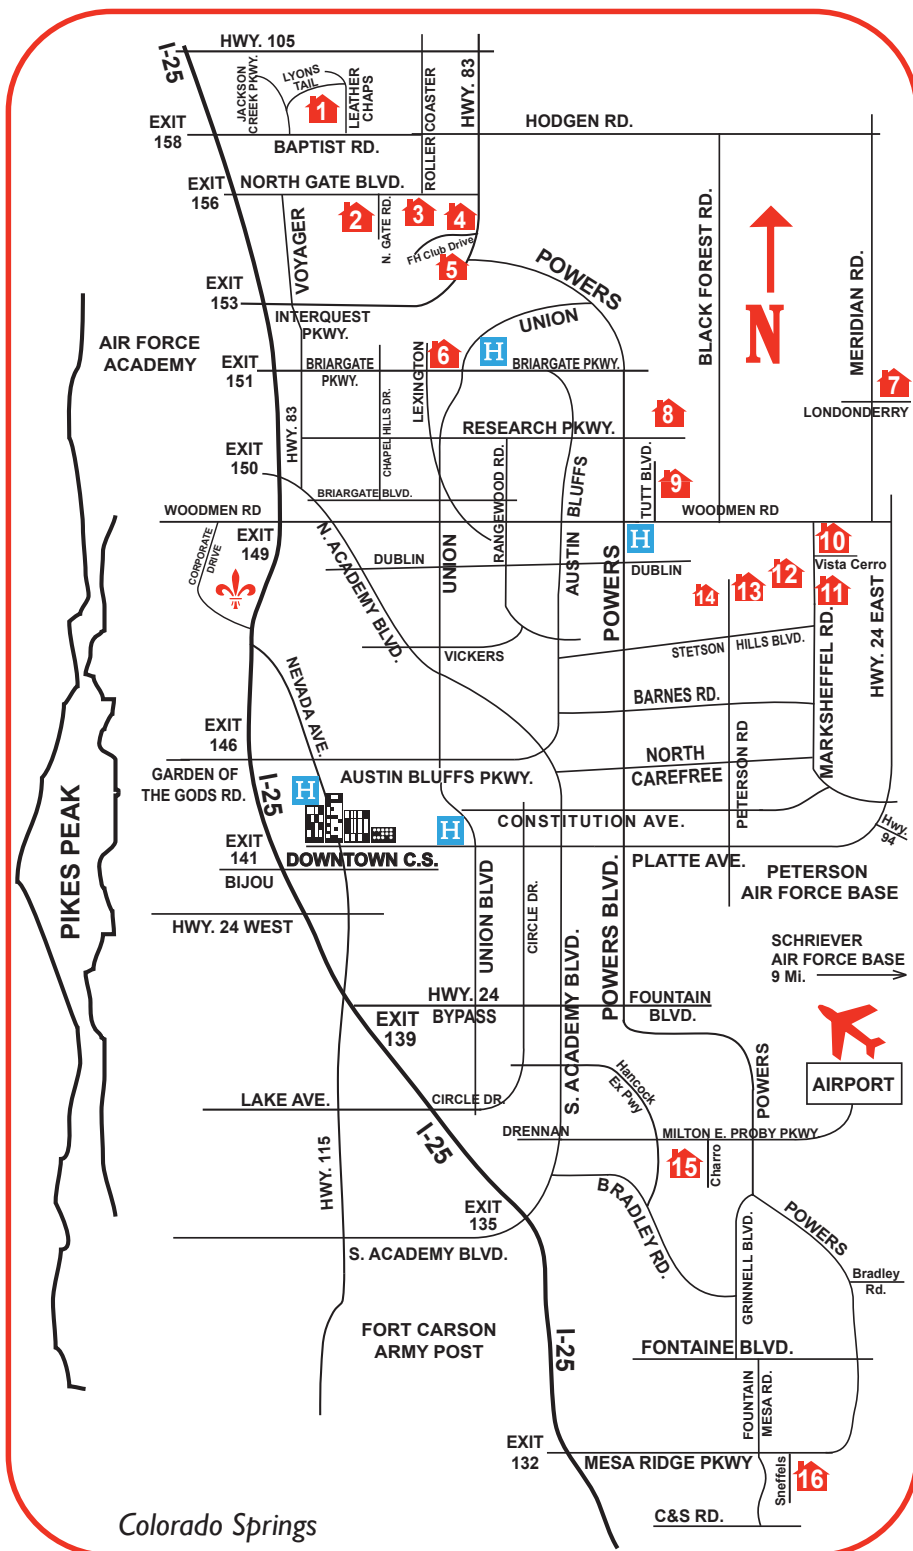 HWY. 105
I-25
JACKSON
CREEK PKWY.
LYONS
TAIL
LEATHER
CHAPS
1
ROLLER COASTER
HWY. 83
EXIT
158
BAPTIST RD.
HODGEN RD.
EXIT
156
NORTH GATE BLVD.
VOYAGER
2
N. GATE RD.
3
4
FH Club Drive
5
POWERS
BLACK FOREST RD.
N
MERIDIAN RD.
EXIT
153
INTERQUEST
PKWY.
UNION
AIR FORCE
ACADEMY
EXIT
151
BRIARGATE
PKWY.
LEXINGTON
6
H
BRIARGATE PKWY.
7
LONDONDERRY
HWY. 83
CHAPEL HILLS DR.
8
RESEARCH PKWY.
EXIT
150
RANGEWOOD RD.
AUSTIN BLUFFS
TUTT BLVD.
9
BRIARGATE BLVD.
WOODMEN RD
WOODMEN RD
CORPORATE
DRIVE
EXIT
149
N. ACADEMY BLVD.
DUBLIN
UNION
POWERS
H
DUBLIN
10
Vista Cerro
14
13
12
11
MARKSHEFFEL RD.
HWY. 24 EAST
VICKERS
STETSON HILLS BLVD.
NEVADA AVE.
BARNES RD.
EXIT
146
GARDEN OF
THE GODS RD.
I-25
AUSTIN BLUFFS PKWY.
NORTH
CAREFREE
PETERSON RD
H
H
CONSTITUTION AVE.
Hwy.
94
EXIT
141
BIJOU
DOWNTOWN C.S.
PLATTE AVE.
PETERSON
AIR FORCE BASE
PIKES PEAK
HWY. 24 WEST
UNION BLVD
CIRCLE DR.
S. ACADEMY BLVD.
POWERS BLVD.
SCHRIEVER
AIR FORCE BASE
9 Mi.
HWY. 24
BYPASS
FOUNTAIN
BLVD.
EXIT
139
POWERS
AIRPORT
Hancock
Ex Pwy
LAKE AVE.
CIRCLE DR.
I-25
DRENNAN
MILTON E. PROBY PKWY
HWY. 115
15
Charro
EXIT
135
BRADLEY RD.
GRINNELL BLVD.
POWERS
S. ACADEMY BLVD.
Bradley
Rd.
FORT CARSON
ARMY POST
I-25
FONTAINE BLVD.
FOUNTAIN
MESA RD.
EXIT
132
MESA RIDGE PKWY
Sneffels
16
C&S RD.
Colorado Springs